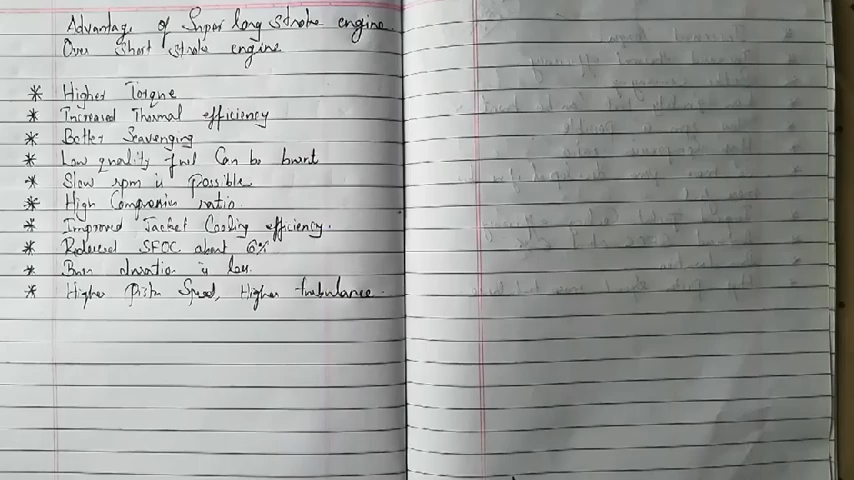 Advantage of Super long stroke engine
Over short stroke engine
* Higher Torque
* Increased Thermal efficiency
* Better Scavenging
* Low quality fuel Can be burnt
* Slow rpm is possible.
* High Compression ratio
* Improved Jacket Cooling efficiency.
* Reduced SFOC about 6%
* Burn duration is less.
* Higher Piston Speed, Higher turbulance.